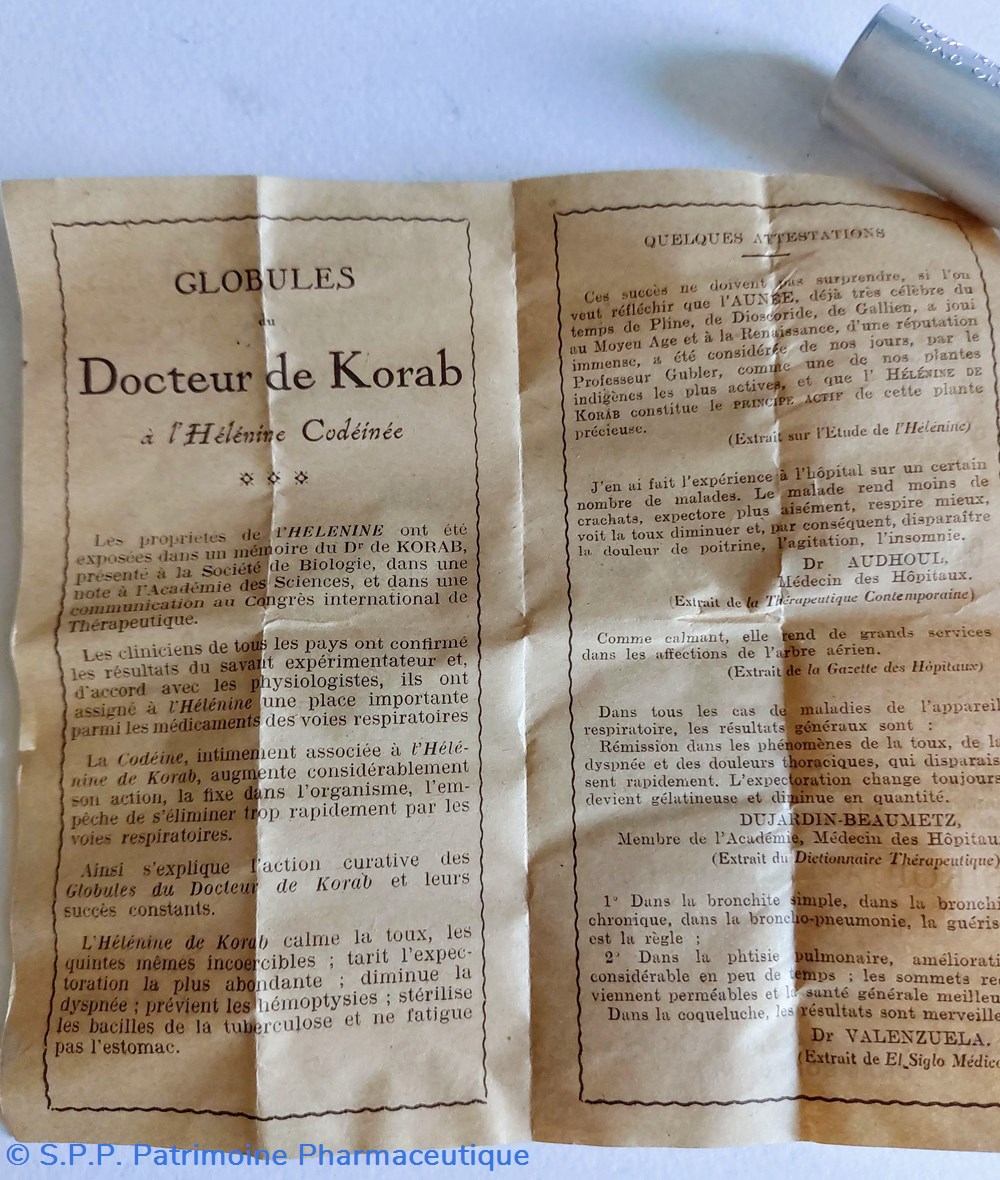 GLOBULES
du
Docteur de Korab
à l'Hélénine Codéinée
Les propriétés de l'HELENINE ont été
exposées dans un mémoire du Dr de KORAB,
présenté à la Société de Biologie, dans une
note à l'Académie des Sciences, et dans une
communication au Congrès international de
Thérapeutique.
Les cliniciens de tous les pays ont confirmé
les résultats du savant expérimentateur et,
d'accord avec les physiologistes, ils ont
assigné à l'Hélénine une place importante
parmi les médicaments des voies respiratoires
La Codéine, intimement associée à l'Hélé-
nine de Korab, augmente considérablement
son action, la fixe dans l'organisme, l'em-
pêche de s'éliminer trop rapidement par les
voies respiratoires.
Ainsi s'explique l'action curative des
Globules du Docteur de Korab et leurs
succès constants.
L'Hélénine de Korab calme la toux, les
quintes mêmes incoercibles ; tarit l'expec-
toration la plus abondante ; diminue la
dyspnée ; prévient les hémoptysies ; stérilise
les bacilles de la tuberculose et ne fatigue
pas l'estomac.
QUELQUES ATTESTATIONS
Ces succès ne doivent pas surprendre, si l'on
veut réfléchir que l'AUNÉE, déjà très célèbre du
temps de Pline, de Dioscoride, de Gallien, a joui
au Moyen Age et à la Renaissance, d'une réputation
immense, a été considérée de nos jours, par le
Professeur Gubler, comme une de nos plantes
indigènes les plus actives, et que l' HÉLÉNINE DE
KORAB constitue le PRINCIPE ACTIF de cette plante
précieuse.
(Extrait sur l'Etude de l'Hélénine)
J'en ai fait l'expérience à l'hôpital sur un certain
nombre de malades. Le malade rend moins de
crachats, expectore plus aisément, respire mieux,
voit la toux diminuer et, par conséquent, disparaître
la douleur de poitrine, l'agitation, l'insomnie.
Dr AUDHOUI,
Médecin des Hôpitaux.
(Extrait de la Thérapeutique Contemporaine)
Comme calmant, elle rend de grands services
dans les affections de l'arbre aérien.
(Extrait de la Gazette des Hôpitaux)
Dans tous les cas de maladies de l'appareil
respiratoire, les résultats généraux sont :
Rémission dans les phénomènes de la toux, de la
dyspnée et des douleurs thoraciques, qui disparais
sent rapidement. L'expectoration change toujours
devient gélatineuse et diminue en quantité.
DUJARDIN-BEAUMETZ,
Membre de l'Académie, Médecin des Hôpitau
(Extrait du Dictionnaire Thérapeutique)
1° Dans la bronchite simple, dans la bronchi
chronique, dans la broncho-pneumonie, la guéris
est la règle ;
2° Dans la phtisie pulmonaire, améliorati
considérable en peu de temps ; les sommets re
viennent perméables et la santé générale meilleu
Dans la coqueluche, les résultats sont merveille
Dr VALENZUELA.
(Extrait de El Siglo Médico
© S.P.P. Patrimoine Pharmaceutique